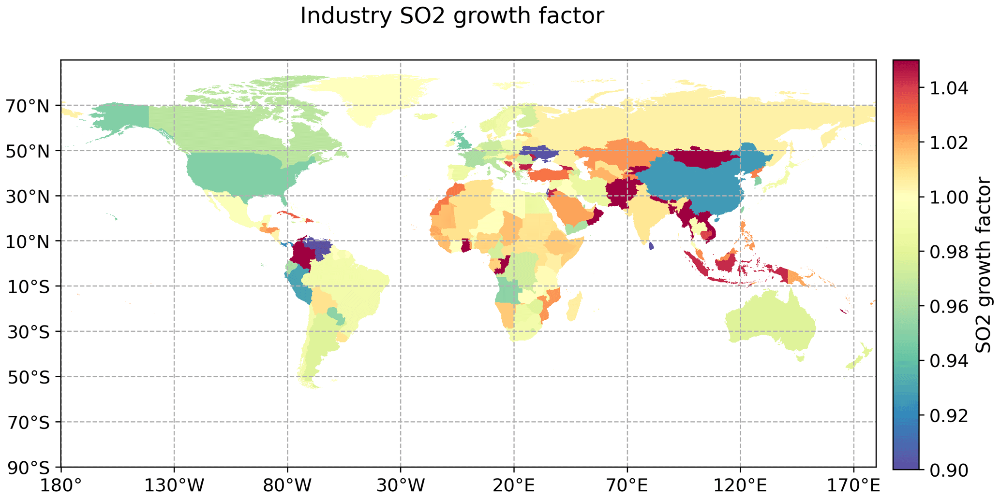 Industry SO2 growth factor
70°N
50°N
30°N
10°N
10°S
30°S
50°S
70°S
90°S
180°
130°W
80°W
30°W
20°E
70°E
120°E
170°E
1.04
1.02
1.00
0.98
0.96
0.94
0.92
0.90
SO2 growth factor